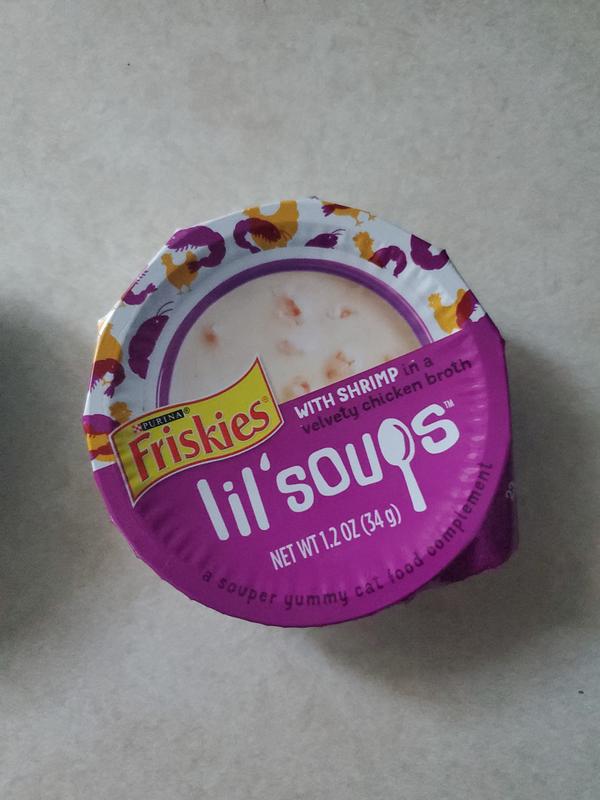 PURINA®
Friskies®
WITH SHRIMP in a
velvety chicken broth
lil' soups™
NET WT 1.2 OZ (34 g)
a souper yummy cat food complement